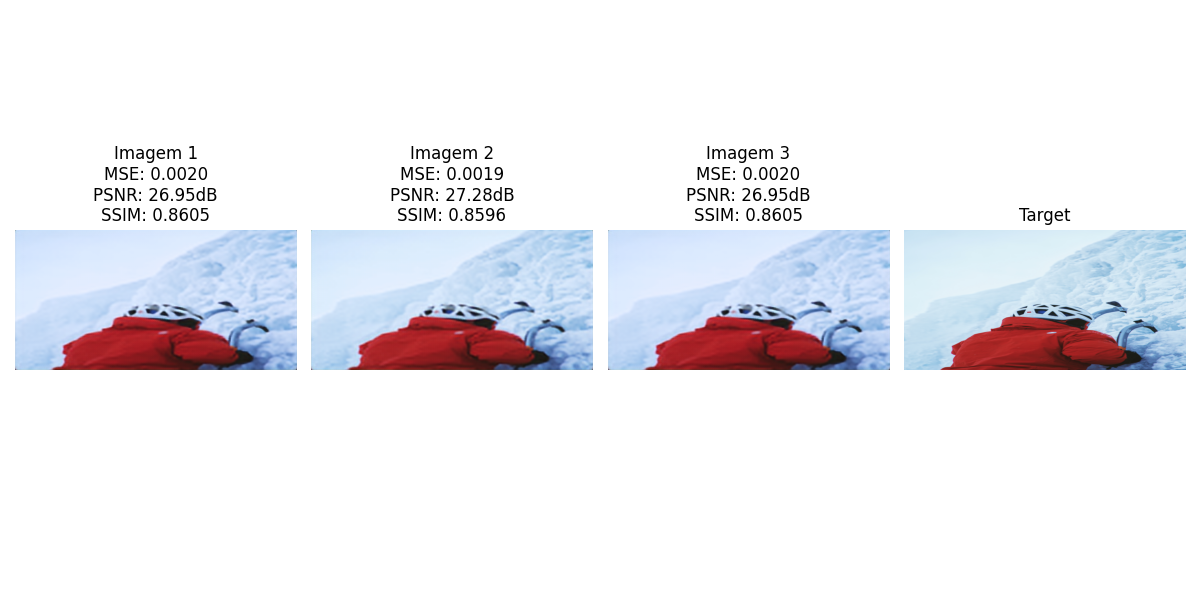 Imagem 1
MSE: 0.0020
PSNR: 26.95dB
SSIM: 0.8605
Imagem 2
MSE: 0.0019
PSNR: 27.28dB
SSIM: 0.8596
Imagem 3
MSE: 0.0020
PSNR: 26.95dB
SSIM: 0.8605
Target